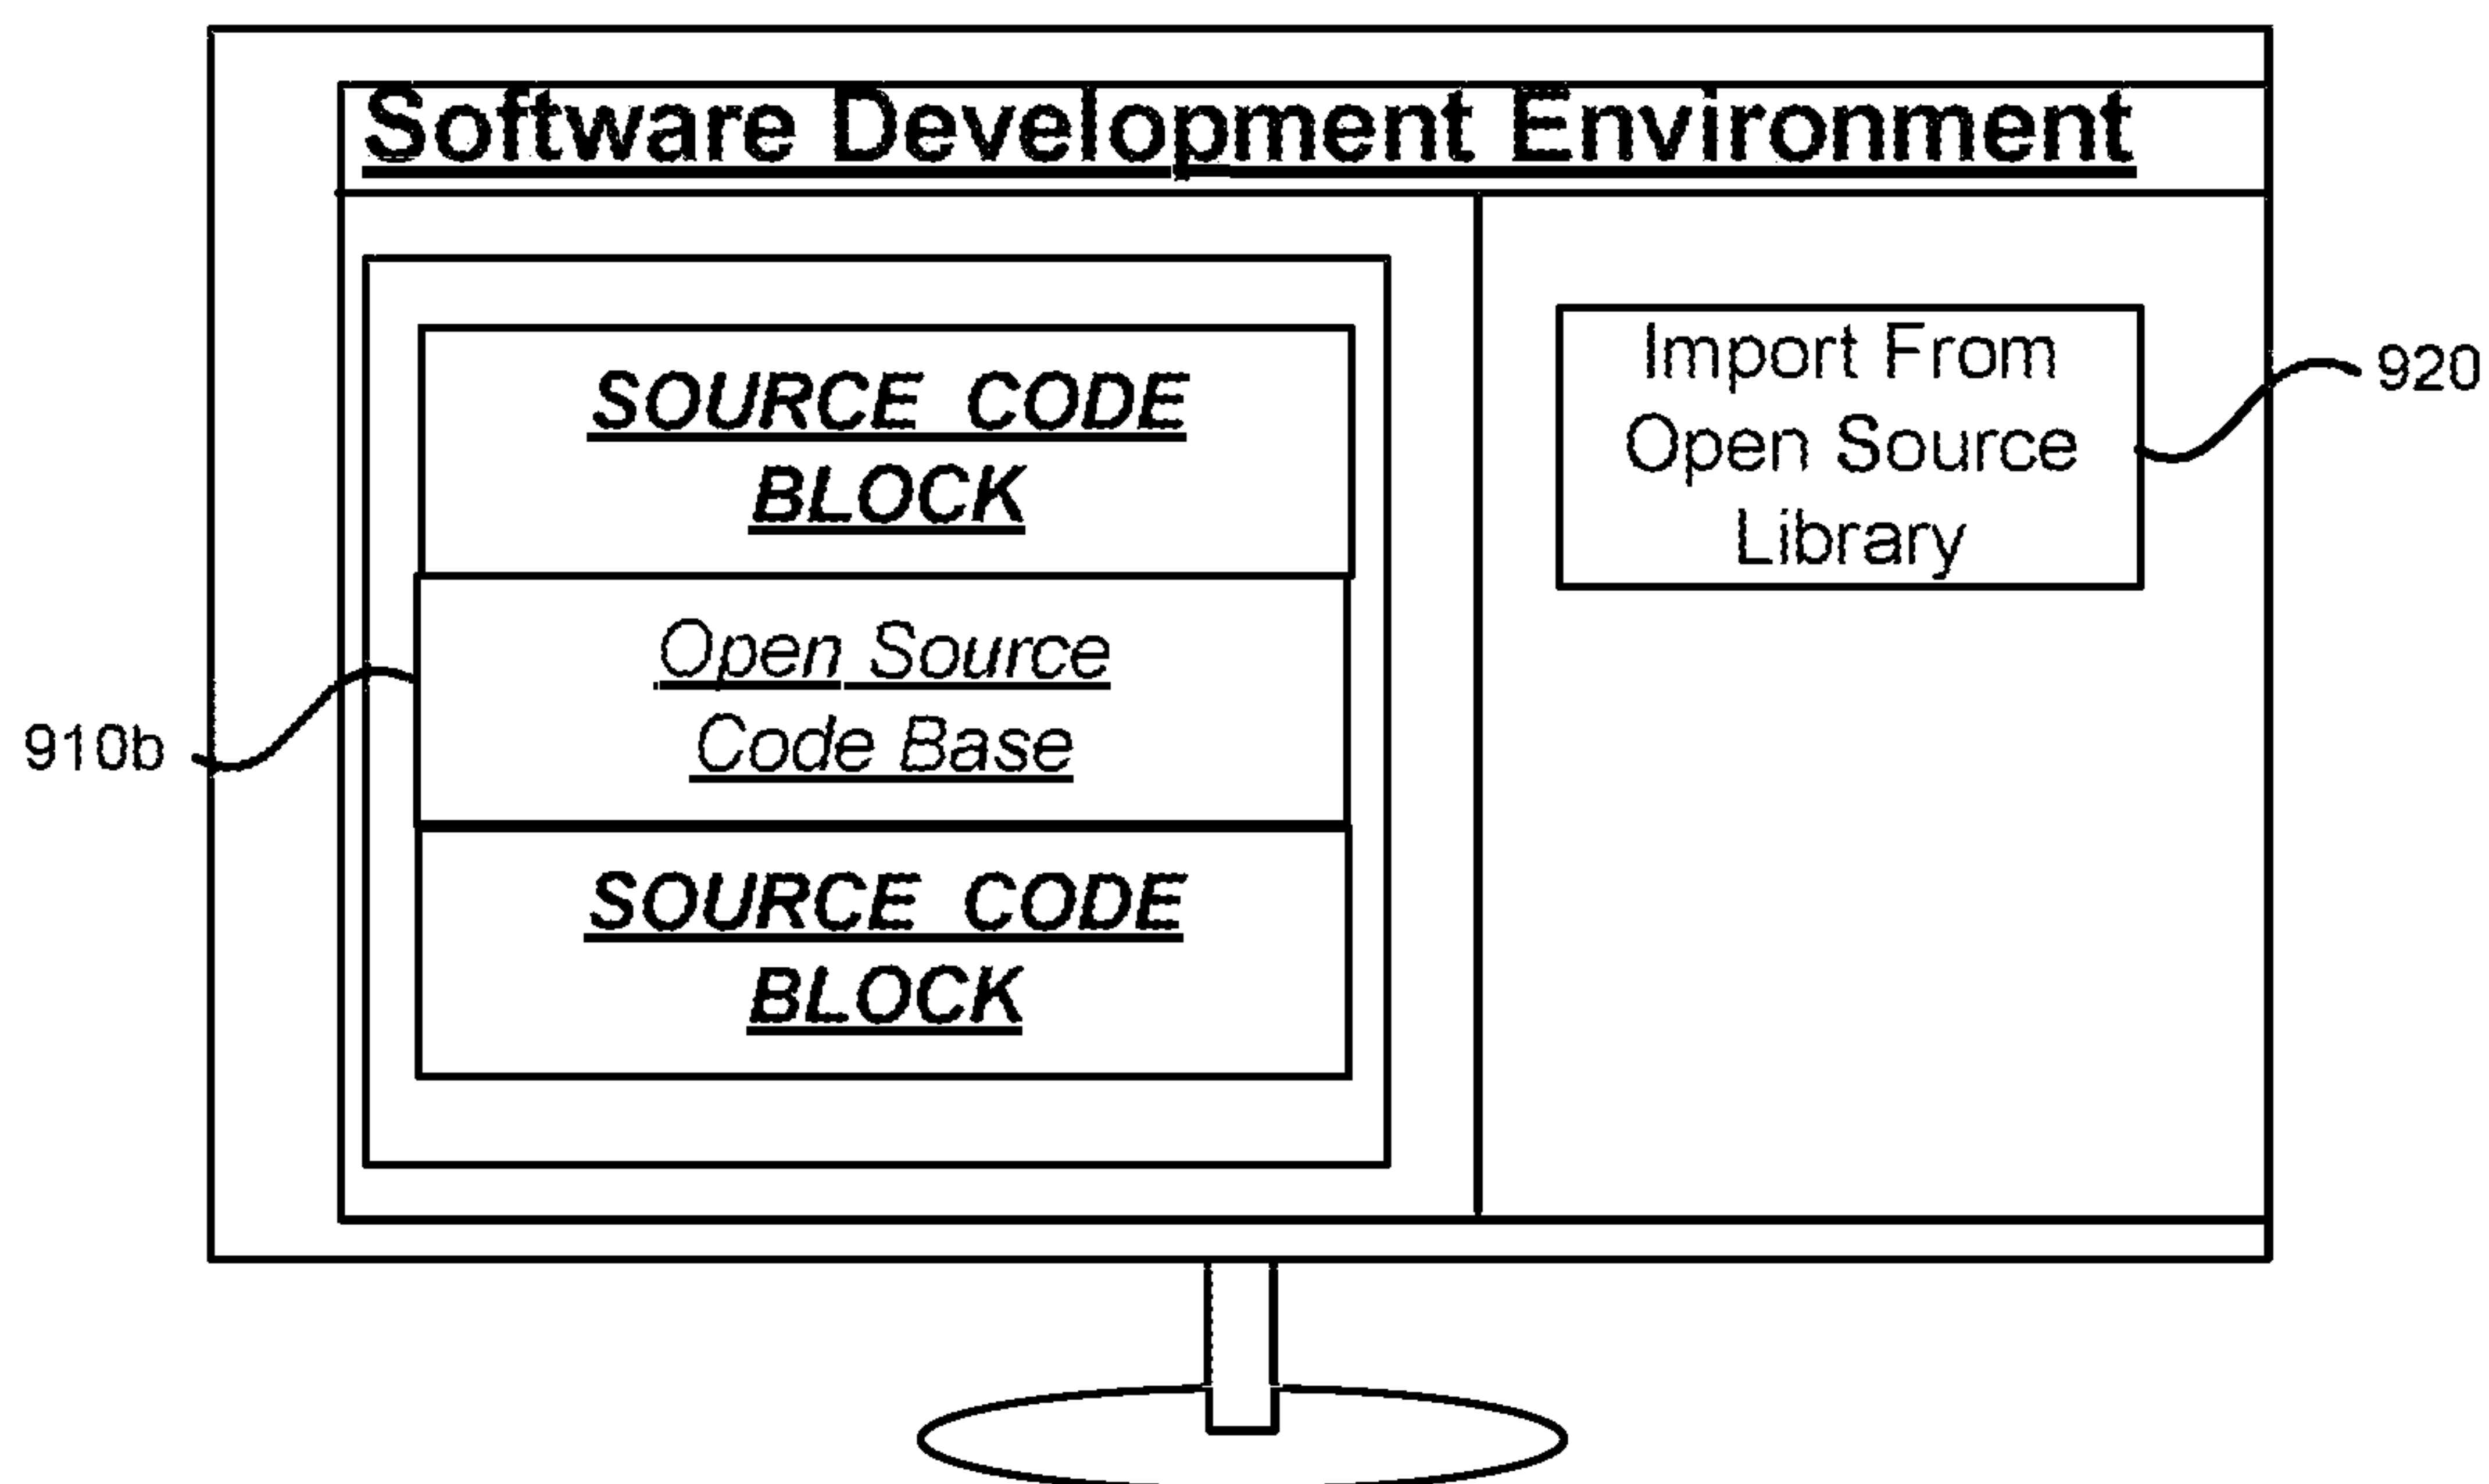 Software Development Environment
SOURCE CODE
BLOCK
Open Source
Code Base
SOURCE CODE
BLOCK
910b
Import From
Open Source
Library
920